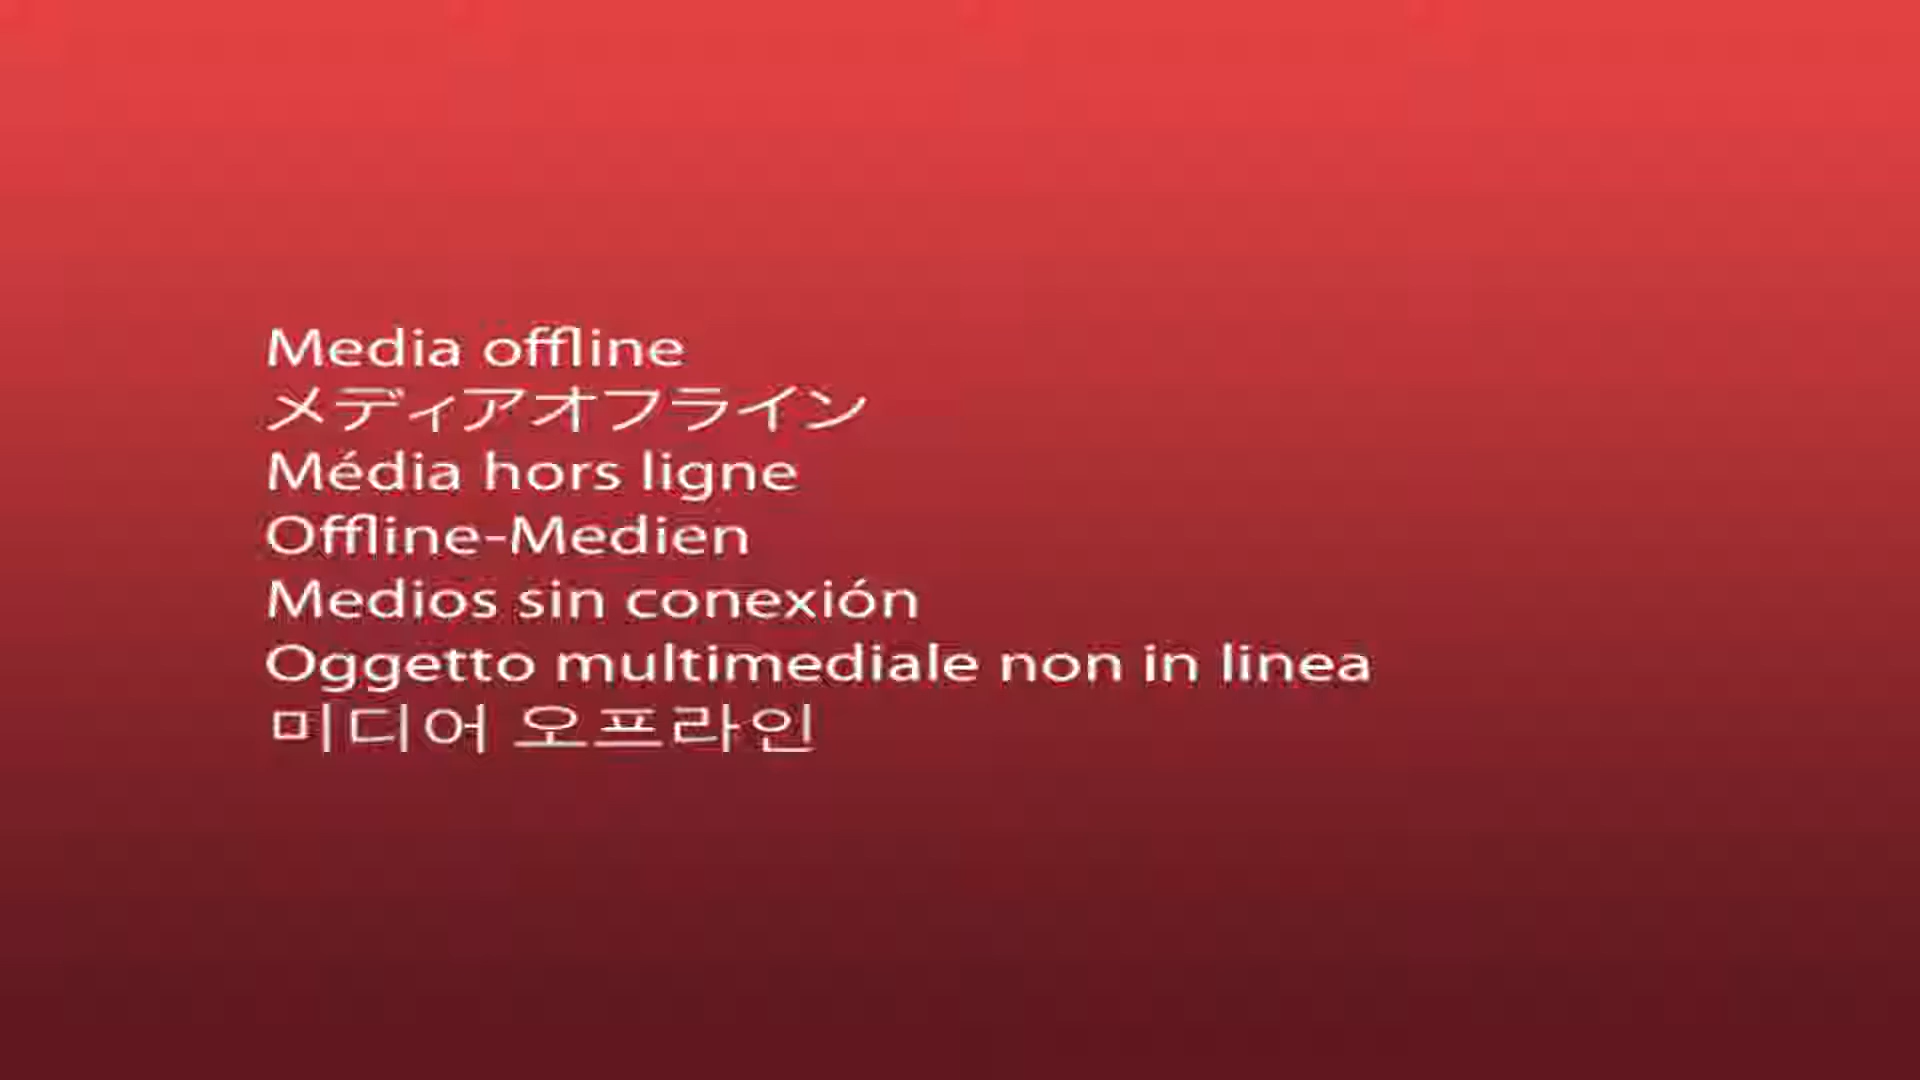 Media offline
メディアオフライン
Média hors ligne
Offline-Medien
Medios sin conexión
Oggetto multimediale non in linea
미디어 오프라인